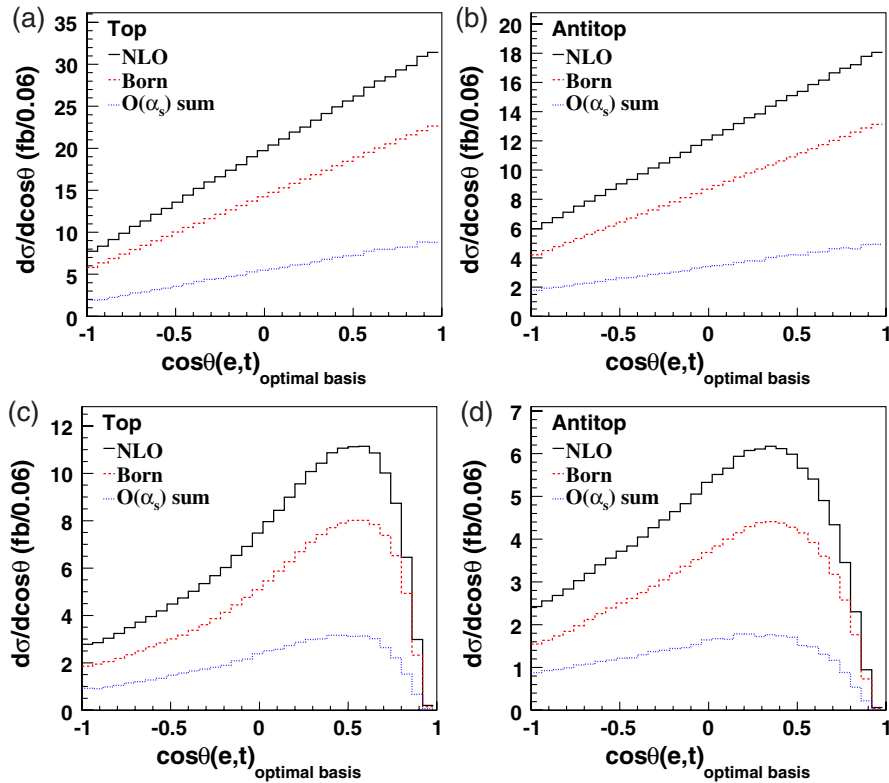 (a)
Top
NLO
Born
O(αs) sum
dσ/dcosθ (fb/0.06)
35
30
25
20
15
10
5
0
-1 -0.5 0 0.5 1
cosθ(e,t)optimal basis
(b)
Antitop
NLO
Born
O(αs) sum
dσ/dcosθ (fb/0.06)
20
18
16
14
12
10
8
6
4
2
0
-1 -0.5 0 0.5 1
cosθ(e,t)optimal basis
(c)
Top
NLO
Born
O(αs) sum
dσ/dcosθ (fb/0.06)
12
10
8
6
4
2
0
-1 -0.5 0 0.5 1
cosθ(e,t)optimal basis
(d)
Antitop
NLO
Born
O(αs) sum
dσ/dcosθ (fb/0.06)
7
6
5
4
3
2
1
0
-1 -0.5 0 0.5 1
cosθ(e,t)optimal basis